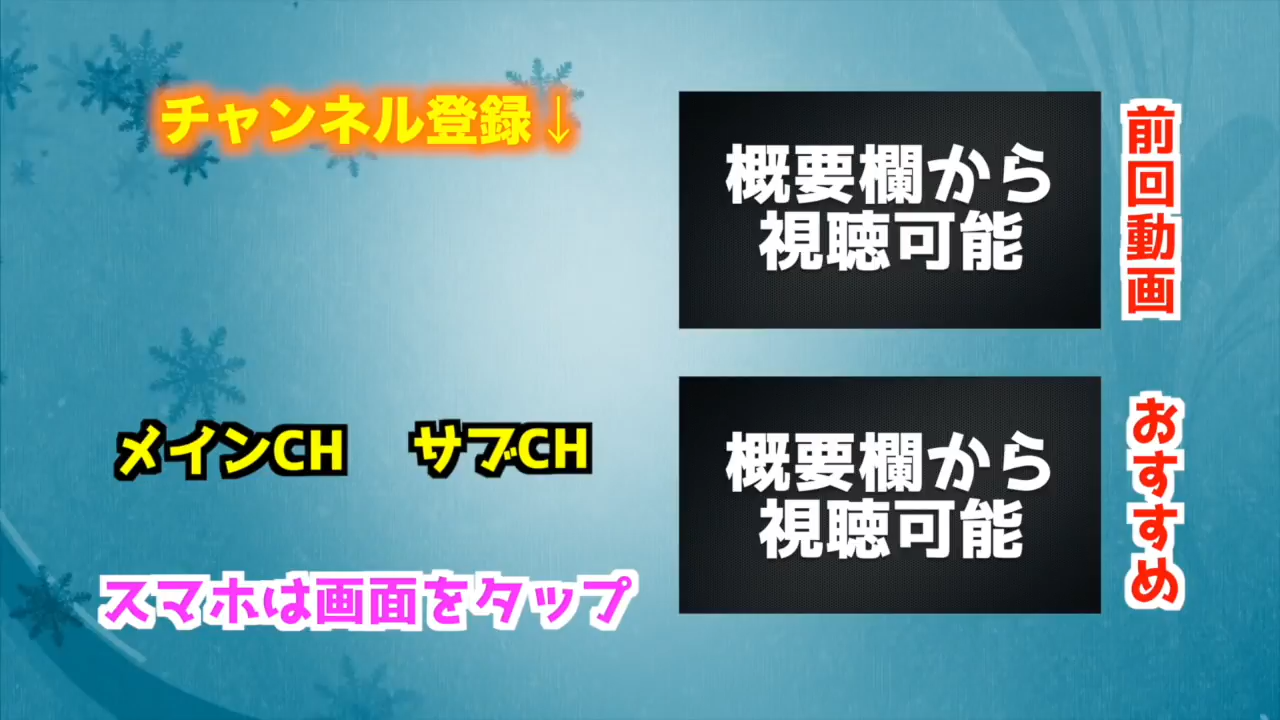 チャンネル登録↓
メインCH
サブCH
スマホは画面をタップ
概要欄から
視聴可能
前回動画
概要欄から
視聴可能
おすすめ